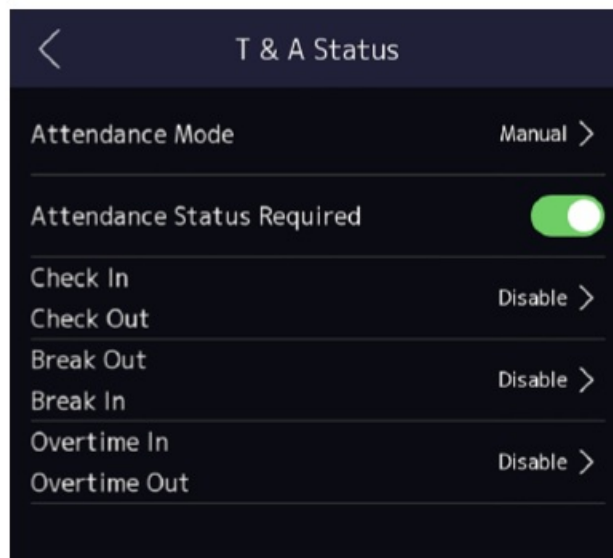 T & A Status
Attendance Mode Manual
Attendance Status Required
Check In
Check Out
Disable
Break Out
Break In
Disable
Overtime In
Overtime Out
Disable